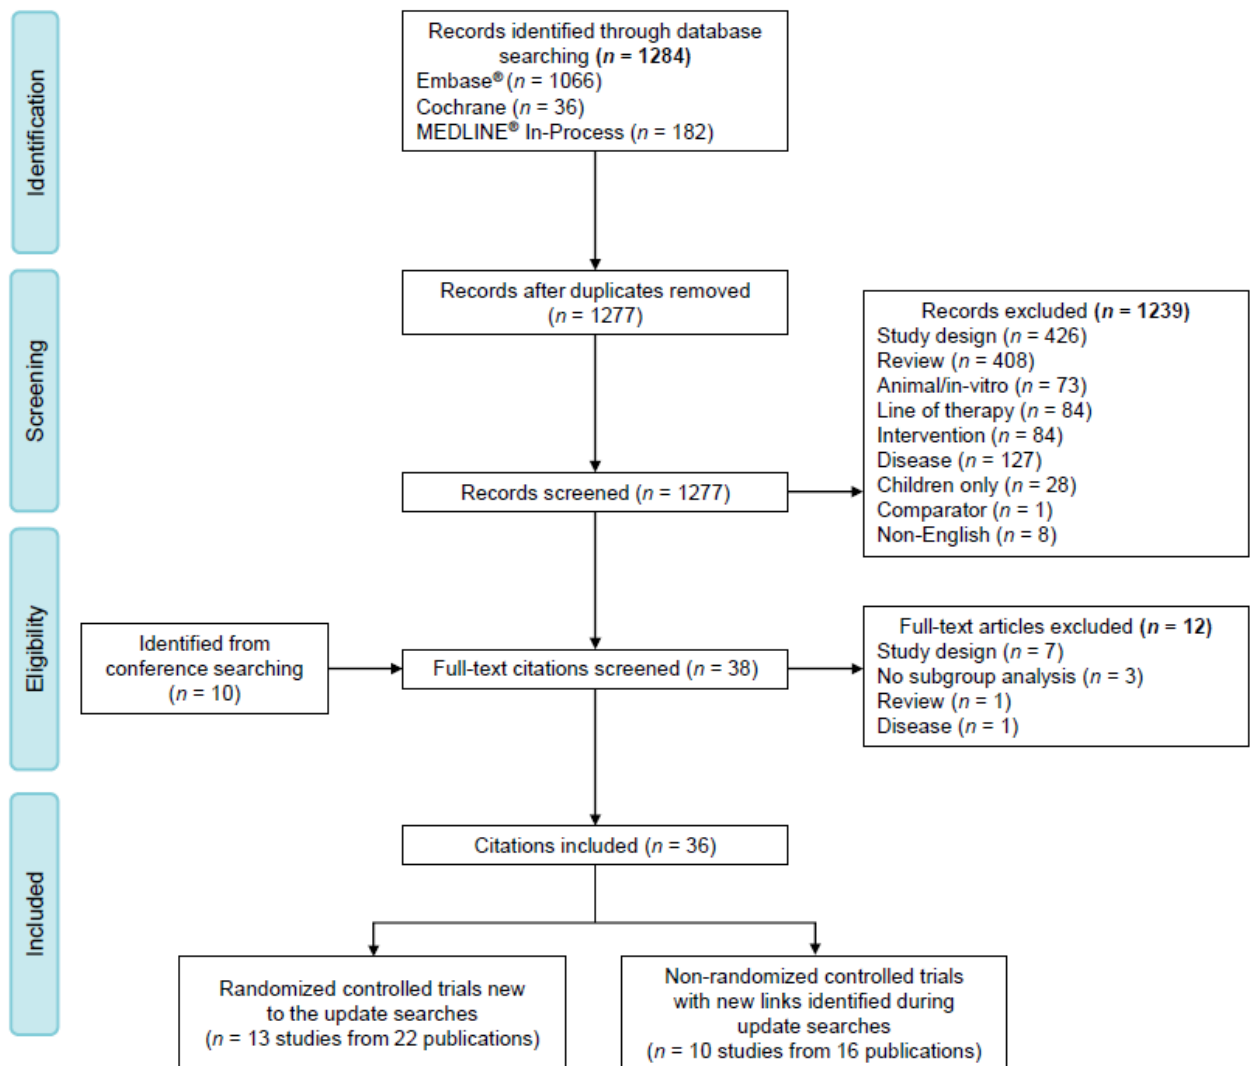 Identification
Records identified through database
searching (n = 1284)
Embase® (n = 1066)
Cochrane (n = 36)
MEDLINE® In-Process (n = 182)
Screening
Records after duplicates removed
(n = 1277)
Records screened (n = 1277)
Records excluded (n = 1239)
Study design (n = 426)
Review (n = 408)
Animal/in-vitro (n = 73)
Line of therapy (n = 84)
Intervention (n = 84)
Disease (n = 127)
Children only (n = 28)
Comparator (n = 1)
Non-English (n = 8)
Eligibility
Identified from
conference searching
(n = 10)
Full-text citations screened (n = 38)
Full-text articles excluded (n = 12)
Study design (n = 7)
No subgroup analysis (n = 3)
Review (n = 1)
Disease (n = 1)
Included
Citations included (n = 36)
Randomized controlled trials new
to the update searches
(n = 13 studies from 22 publications)
Non-randomized controlled trials
with new links identified during
update searches
(n = 10 studies from 16 publications)